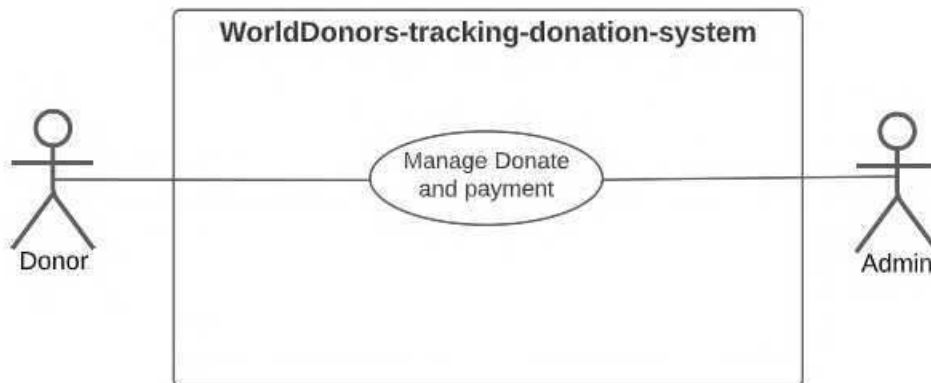 WorldDonors-tracking-donation-system
Manage Donate
and payment
Donor
Admin